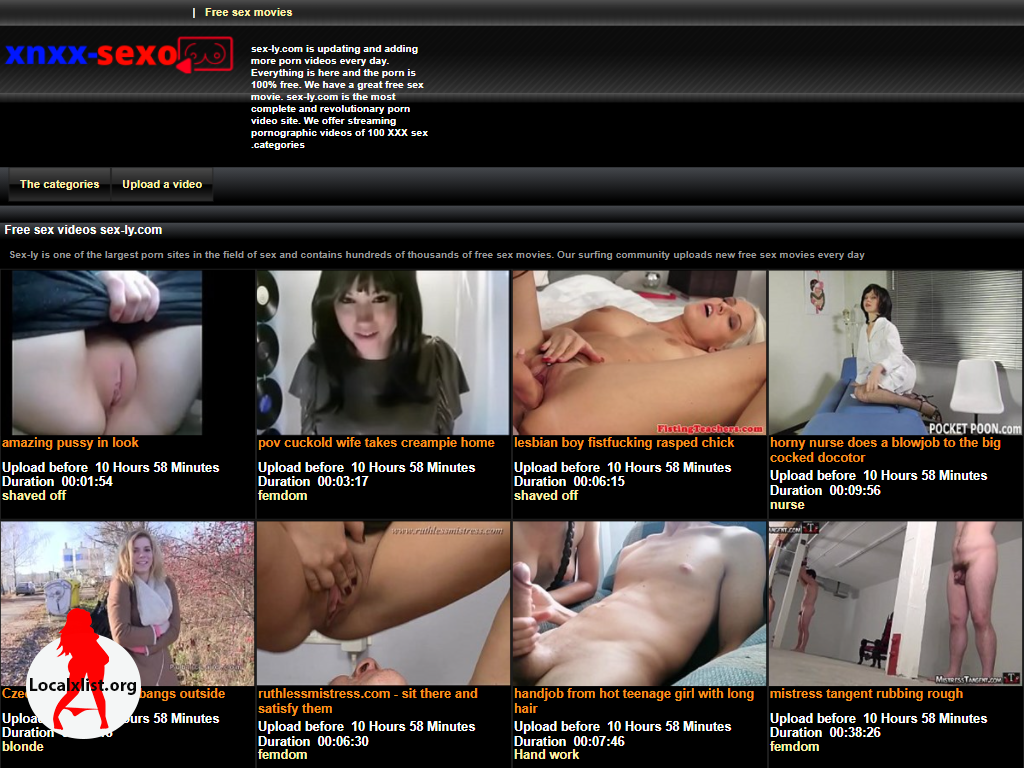 | Free sex movies
xnxx-sexo
sex-ly.com is updating and adding
more porn videos every day.
Everything is here and the porn is
100% free. We have a great free sex
movie. sex-ly.com is the most
complete and revolutionary porn
video site. We offer streaming
pornographic videos of 100 XXX sex
.categories
The categories
Upload a video
Free sex videos sex-ly.com
Sex-ly is one of the largest porn sites in the field of sex and contains hundreds of thousands of free sex movies. Our surfing community uploads new free sex movies every day
amazing pussy in look
Upload before 10 Hours 58 Minutes
Duration 00:01:54
shaved off
pov cuckold wife takes creampie home
Upload before 10 Hours 58 Minutes
Duration 00:03:17
femdom
FistingTeachers.com
lesbian boy fistfucking rasped chick
Upload before 10 Hours 58 Minutes
Duration 00:06:15
shaved off
POCKET POON.com
horny nurse does a blowjob to the big
cocked docotor
Upload before 10 Hours 58 Minutes
Duration 00:09:56
nurse
Localxlist.org
bangs outside
58 Minutes
blonde
www.ruthlessmistress.com
ruthlessmistress.com - sit there and
satisfy them
Upload before 10 Hours 58 Minutes
Duration 00:06:30
femdom
handjob from hot teenage girl with long
hair
Upload before 10 Hours 58 Minutes
Duration 00:07:46
Hand work
MistressTangent.com
mistress tangent rubbing rough
Upload before 10 Hours 58 Minutes
Duration 00:38:26
femdom